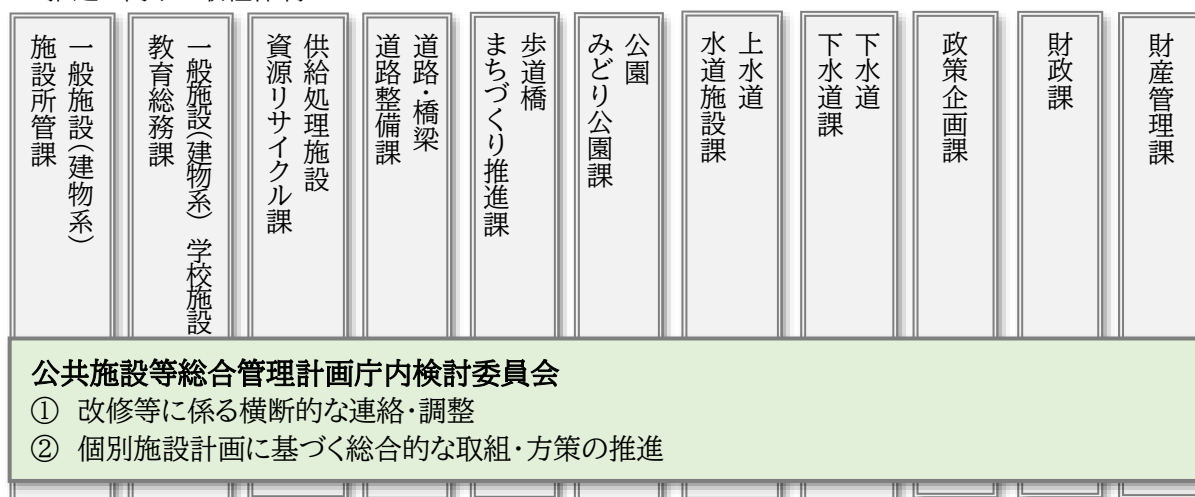 一般施設(建物系)
施設所管課
一般施設(建物系) 学校施設
教育総務課
供給処理施設
資源リサイクル課
道路・橋梁
道路整備課
歩道橋
まちづくり推進課
公園
みどり公園課
上水道
水道施設課
下水道
下水道課
政策企画課
財政課
財産管理課
公共施設等総合管理計画庁内検討委員会
① 改修等に係る横断的な連絡・調整
② 個別施設計画に基づく総合的な取組・方策の推進